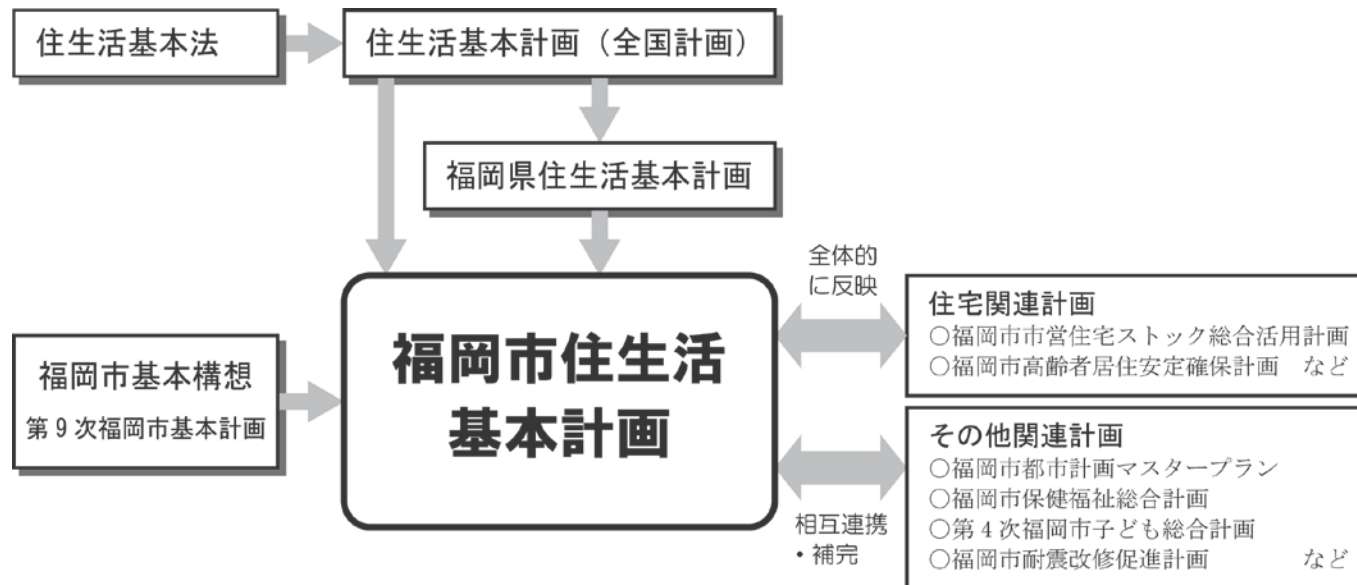 住生活基本法
住生活基本計画（全国計画）
福岡県住生活基本計画
福岡市基本構想
第9次福岡市基本計画
福岡市住生活
基本計画
全体的
に反映
住宅関連計画
○福岡市市営住宅ストック総合活用計画
○福岡市高齢者居住安定確保計画　など
相互連携
・補完
その他関連計画
○福岡市都市計画マスタープラン
○福岡市保健福祉総合計画
○第4次福岡市子ども総合計画
○福岡市耐震改修促進計画　　　など